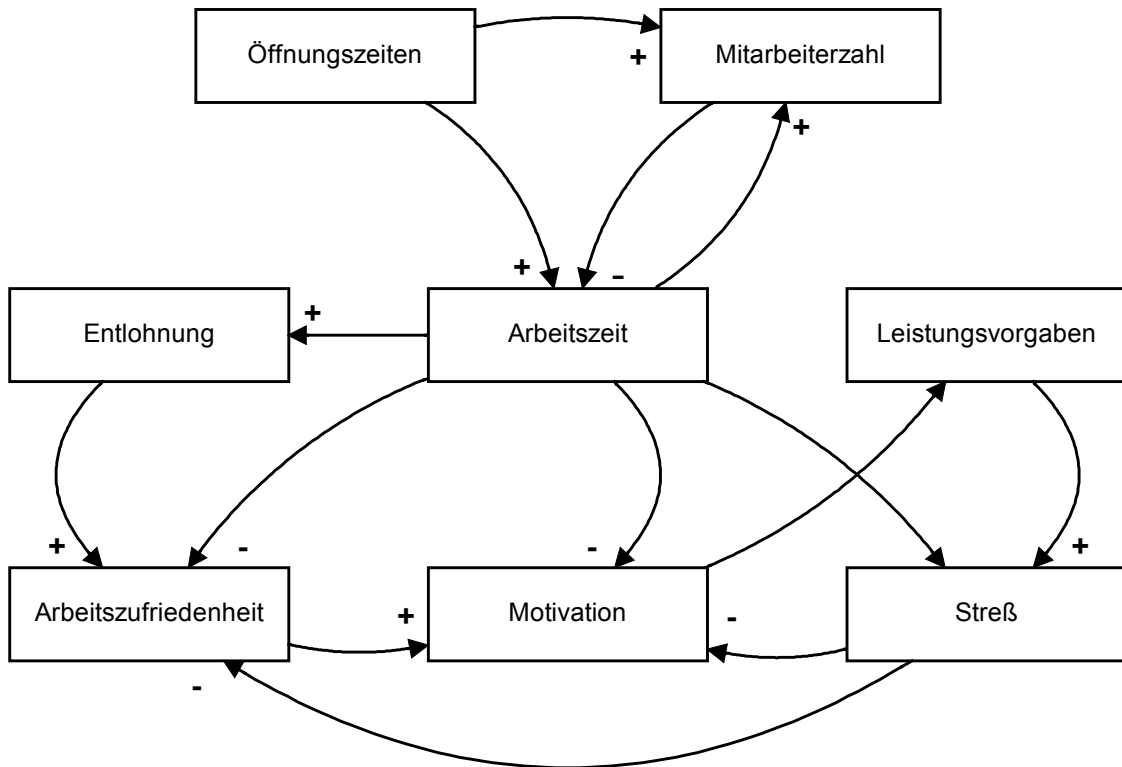 Öffnungszeiten
Mitarbeiterzahl
+
+
+
-
Entlohnung
+
Arbeitszeit
Leistungsvorgaben
+
-
-
+
Arbeitszufriedenheit
+
Motivation
-
Streß
-